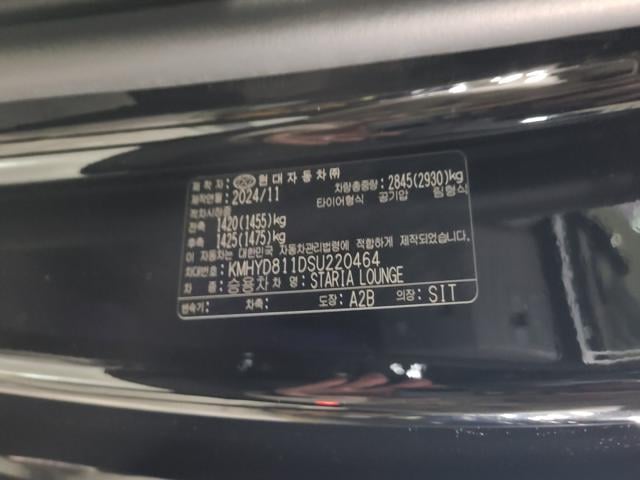 제작자: 현대자동차㈜
제작연월: 2024/11 차량총중량: 2845(2930)kg
적차시하중 타이어형식 공기압 림형식
전축 1420(1455)kg
후축 1425(1475)kg
이 자동차는 대한민국 자동차관리법령에 적합하게 제작되었음.
차대번호: KMHYD811DSU220464
차 종: 승용차 차 명: STARIA LOUNGE
변속기: 차축: 도장: A2B 의장: SIT